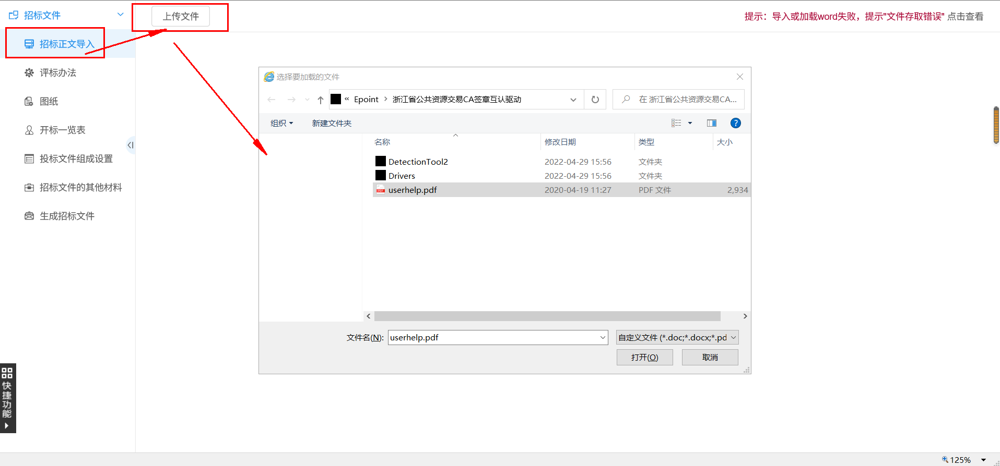 招标文件
上传文件
提示：导入或加载word失败，提示"文件存取错误" 点击查看
招标正文导入
评标办法
图纸
开标一览表
投标文件组成设置
招标文件的其他材料
生成招标文件
快捷功能
选择要加载的文件
« Epoint > 浙江省公共资源交易CA签章互认驱动
在 浙江省公共资源交易CA...
组织 新建文件夹
名称 修改日期 类型 大小
DetectionTool2 2022-04-29 15:56 文件夹
Drivers 2022-04-29 15:56 文件夹
userhelp.pdf 2020-04-19 11:27 PDF 文件 2,934
文件名(N): userhelp.pdf 自定义文件 (*.doc;*.docx;*.pd
打开(O) 取消
125%